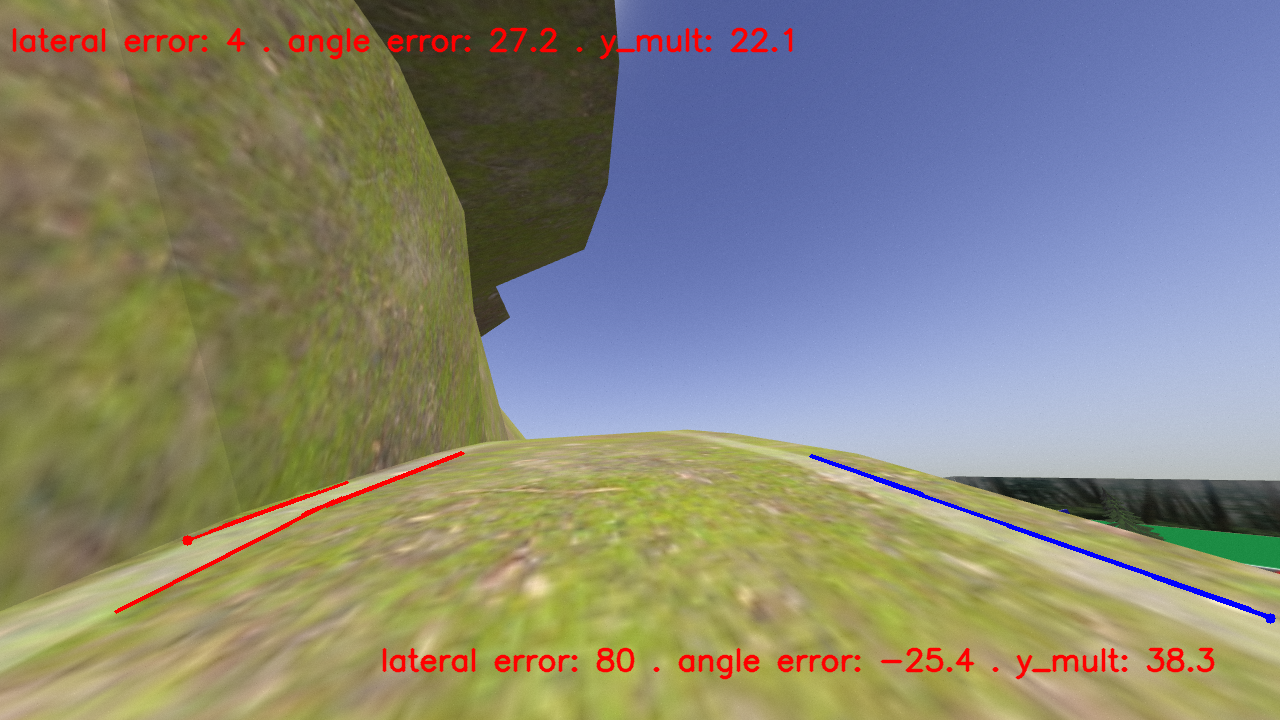 lateral error: 4 . angle error: 27.2 . y_mult: 22.1
lateral error: 80 . angle error: -25.4 . y_mult: 38.3